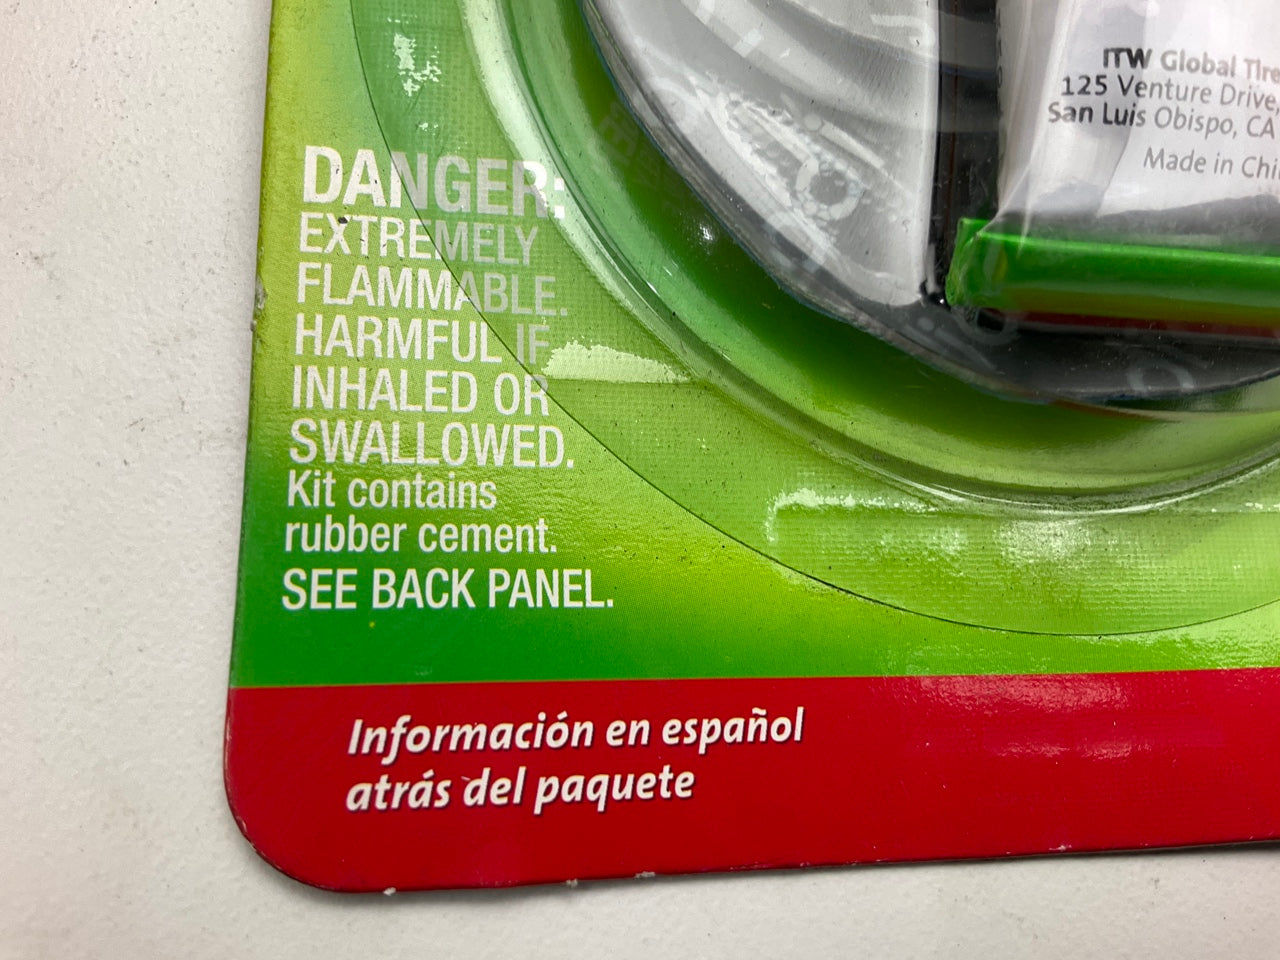 ITW Global Tire
125 Venture Drive,
San Luis Obispo, CA
Made in
DANGER:
EXTREMELY
FLAMMABLE.
HARMFUL IF
INHALED OR
SWALLOWED.
Kit contains
rubber cement.
SEE BACK PANEL.
Información en español
atrás del paquete